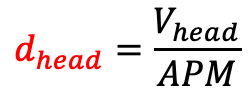 d_head = V_head / APM